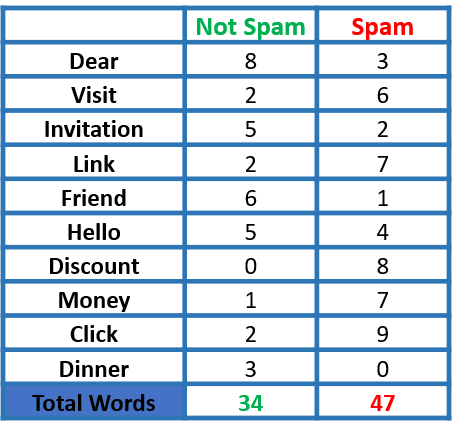 Not Spam Spam
Dear 8 3
Visit 2 6
Invitation 5 2
Link 2 7
Friend 6 1
Hello 5 4
Discount 0 8
Money 1 7
Click 2 9
Dinner 3 0
Total Words 34 47